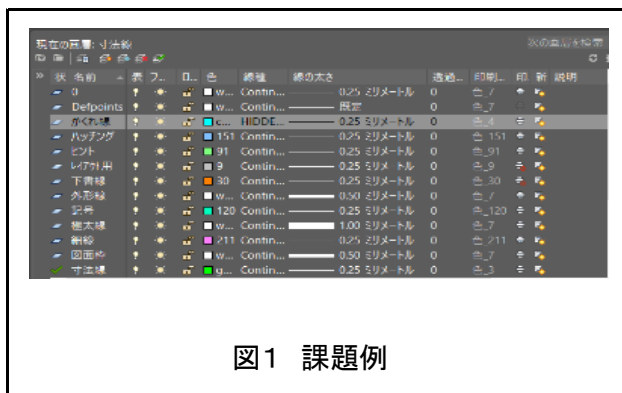 現在の画層: 寸法線
次の画層を検索
» 状 名前 表 フ... ロ... 色 線種 線の太さ 透過... 印刷... 印 新 説明
0 w... Contin... 0.25 ミリメートル 0 色_7
Defpoints w... Contin... 既定 0 色_7
かくれ線 c... HIDDE... 0.25 ミリメートル 0 色_4
ハッチング 151 Contin... 0.25 ミリメートル 0 色_151
ヒント 91 Contin... 0.25 ミリメートル 0 色_91
レイアウト用 9 Contin... 0.25 ミリメートル 0 色_9
下書線 30 Contin... 0.25 ミリメートル 0 色_30
外形線 w... Contin... 0.50 ミリメートル 0 色_7
記号 120 Contin... 0.25 ミリメートル 0 色_120
極太線 w... Contin... 1.00 ミリメートル 0 色_7
細線 211 Contin... 0.25 ミリメートル 0 色_211
図面枠 w... Contin... 0.50 ミリメートル 0 色_7
寸法線 g... Contin... 0.25 ミリメートル 0 色_3
図1 課題例